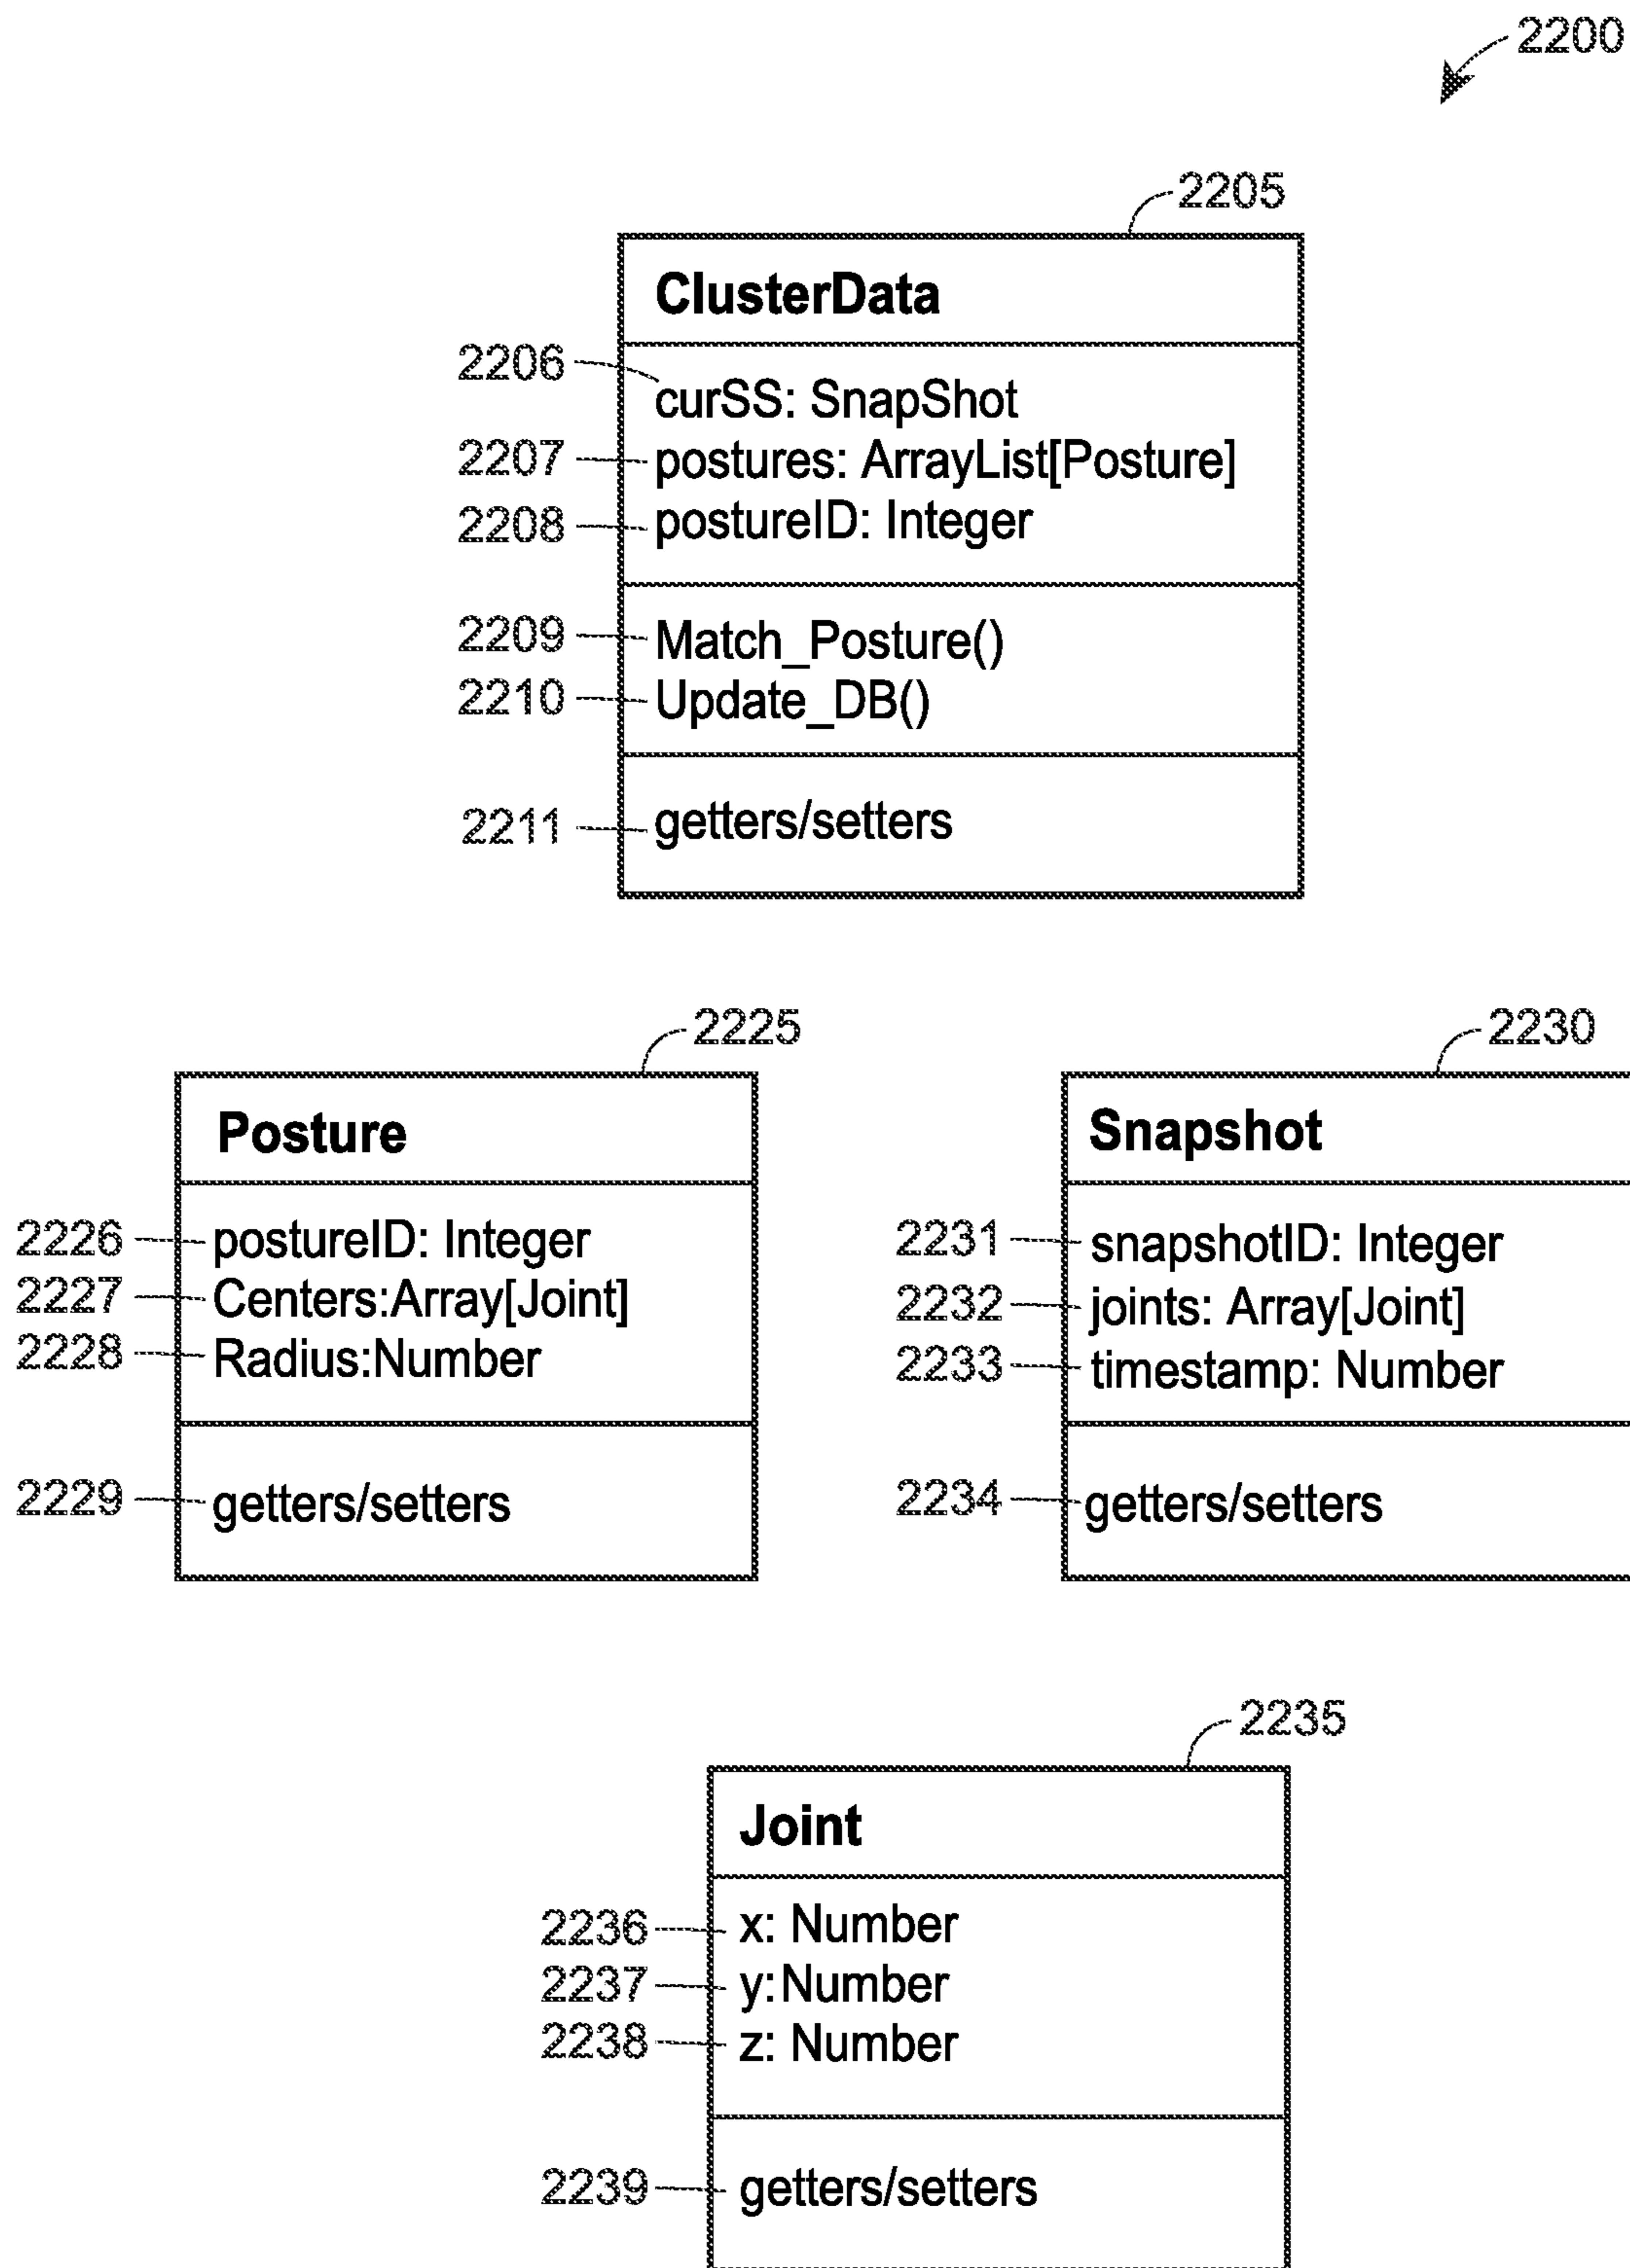 2200
2205
ClusterData
2206 curSS: SnapShot
2207 postures: ArrayList[Posture]
2208 postureID: Integer
2209 Match_Posture()
2210 Update_DB()
2211 getters/setters
2225
Posture
2226 postureID: Integer
2227 Centers:Array[Joint]
2228 Radius:Number
2229 getters/setters
2230
Snapshot
2231 snapshotID: Integer
2232 joints: Array[Joint]
2233 timestamp: Number
2234 getters/setters
2235
Joint
2236 x: Number
2237 y:Number
2238 z: Number
2239 getters/setters